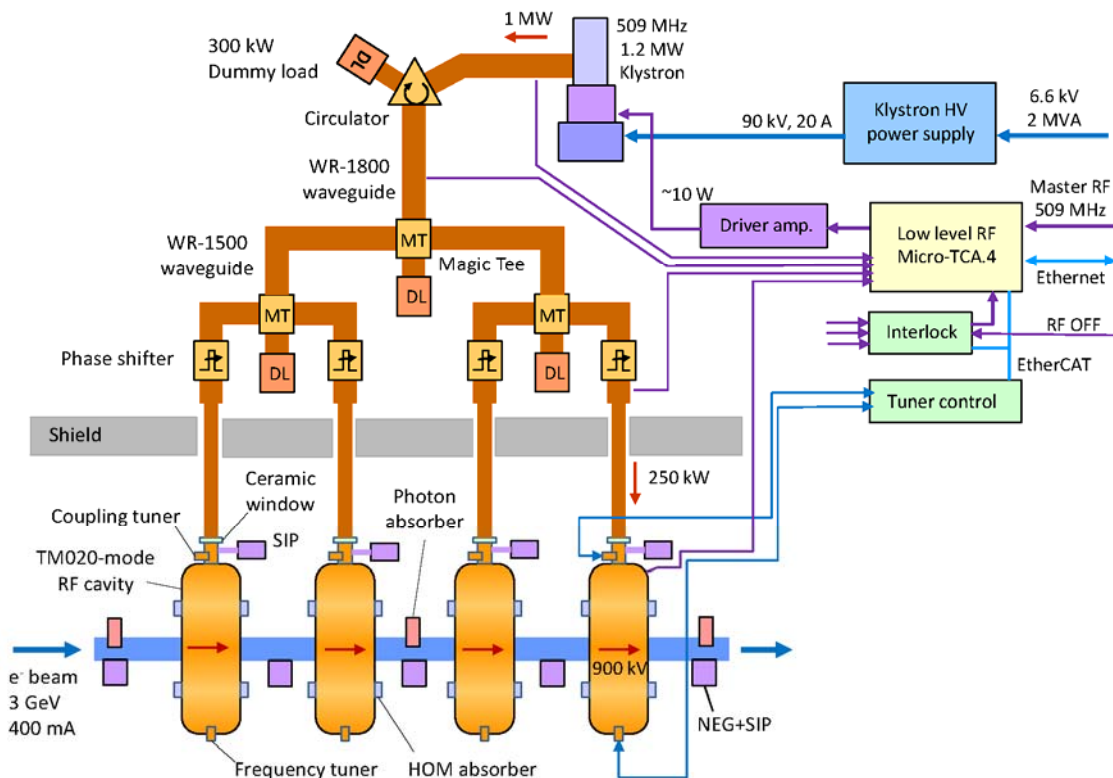 1 MW
509 MHz
1.2 MW
Klystron
300 kW
Dummy load
DL
Circulator
Klystron HV
power supply
6.6 kV
2 MVA
90 kV, 20 A
WR-1800
waveguide
~10 W
Driver amp.
Master RF
509 MHz
Low level RF
Micro-TCA.4
Ethernet
WR-1500
waveguide
MT
Magic Tee
DL
MT
MT
Interlock
RF OFF
EtherCAT
Phase shifter
DL
DL
Tuner control
Shield
250 kW
Ceramic
window
Photon
absorber
Coupling tuner
SIP
TM020-mode
RF cavity
900 kV
e- beam
3 GeV
400 mA
NEG+SIP
Frequency tuner
HOM absorber